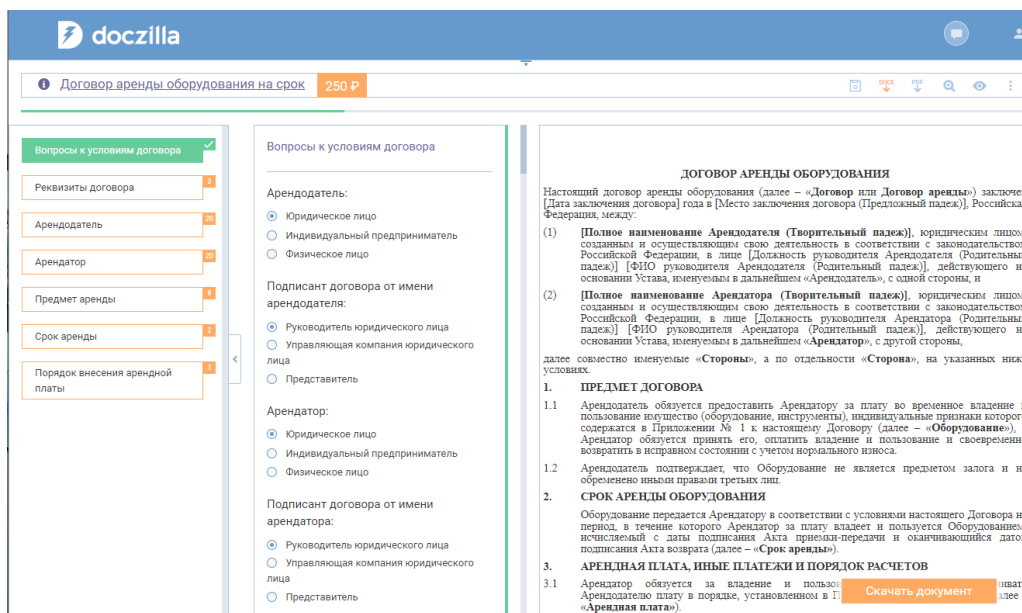 doczilla
Договор аренды оборудования на срок
250 ₽
DOCX
PDF
Вопросы к условиям договора
Реквизиты договора
3
Арендодатель
20
Арендатор
20
Предмет аренды
9
Срок аренды
2
Порядок внесения арендной
платы
3
Вопросы к условиям договора
Арендодатель:
Юридическое лицо
Индивидуальный предприниматель
Физическое лицо
Подписант договора от имени
арендодателя:
Руководитель юридического лица
Управляющая компания юридического
лица
Представитель
Арендатор:
Юридическое лицо
Индивидуальный предприниматель
Физическое лицо
Подписант договора от имени
арендатора:
Руководитель юридического лица
Управляющая компания юридического
лица
Представитель
ДОГОВОР АРЕНДЫ ОБОРУДОВАНИЯ
Настоящий договор аренды оборудования (далее – «Договор или Договор аренды») заключе
[Дата заключения договора] года в [Место заключения договора (Предложный падеж)], Российска
Федерация, между:
(1) [Полное наименование Арендодателя (Творительный падеж)], юридическим лицом
созданным и осуществляющим свою деятельность в соответствии с законодательство
Российской Федерации, в лице [Должность руководителя Арендодателя (Родительны
падеж)] [ФИО руководителя Арендодателя (Родительный падеж)], действующего н
основании Устава, именуемым в дальнейшем «Арендодатель», с одной стороны, и
(2) [Полное наименование Арендатора (Творительный падеж)], юридическим лицом
созданным и осуществляющим свою деятельность в соответствии с законодательство
Российской Федерации, в лице [Должность руководителя Арендатора (Родительны
падеж)] [ФИО руководителя Арендатора (Родительный падеж)], действующего н
основании Устава, именуемым в дальнейшем «Арендатор», с другой стороны,
далее совместно именуемые «Стороны», а по отдельности «Сторона», на указанных ниж
условиях.
1. ПРЕДМЕТ ДОГОВОРА
1.1 Арендодатель обязуется предоставить Арендатору за плату во временное владение
пользование имущество (оборудование, инструменты), индивидуальные признаки которог
содержатся в Приложении № 1 к настоящему Договору (далее – «Оборудование»),
Арендатор обязуется принять его, оплатить владение и пользование и своевременн
возвратить в исправном состоянии с учетом нормального износа.
1.2 Арендодатель подтверждает, что Оборудование не является предметом залога и н
обременено иными правами третьих лиц.
2. СРОК АРЕНДЫ ОБОРУДОВАНИЯ
Оборудование передается Арендатору в соответствии с условиями настоящего Договора н
период, в течение которого Арендатор за плату владеет и пользуется Оборудованием
исчисляемый с даты подписания Акта приемки-передачи и оканчивающийся дато
подписания Акта возврата (далее – «Срок аренды»).
3. АРЕНДНАЯ ПЛАТА, ИНЫЕ ПЛАТЕЖИ И ПОРЯДОК РАСЧЕТОВ
3.1 Арендатор обязуется за владение и пользо
Арендодателю плату в порядке, установленном в П
«Арендная плата»).
Скачать документ